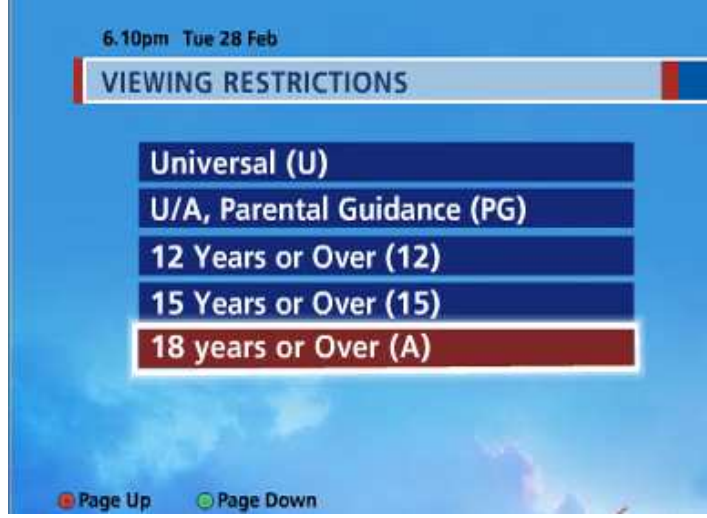 6.10pm Tue 28 Feb
VIEWING RESTRICTIONS
Universal (U)
U/A, Parental Guidance (PG)
12 Years or Over (12)
15 Years or Over (15)
18 years or Over (A)
Page Up Page Down